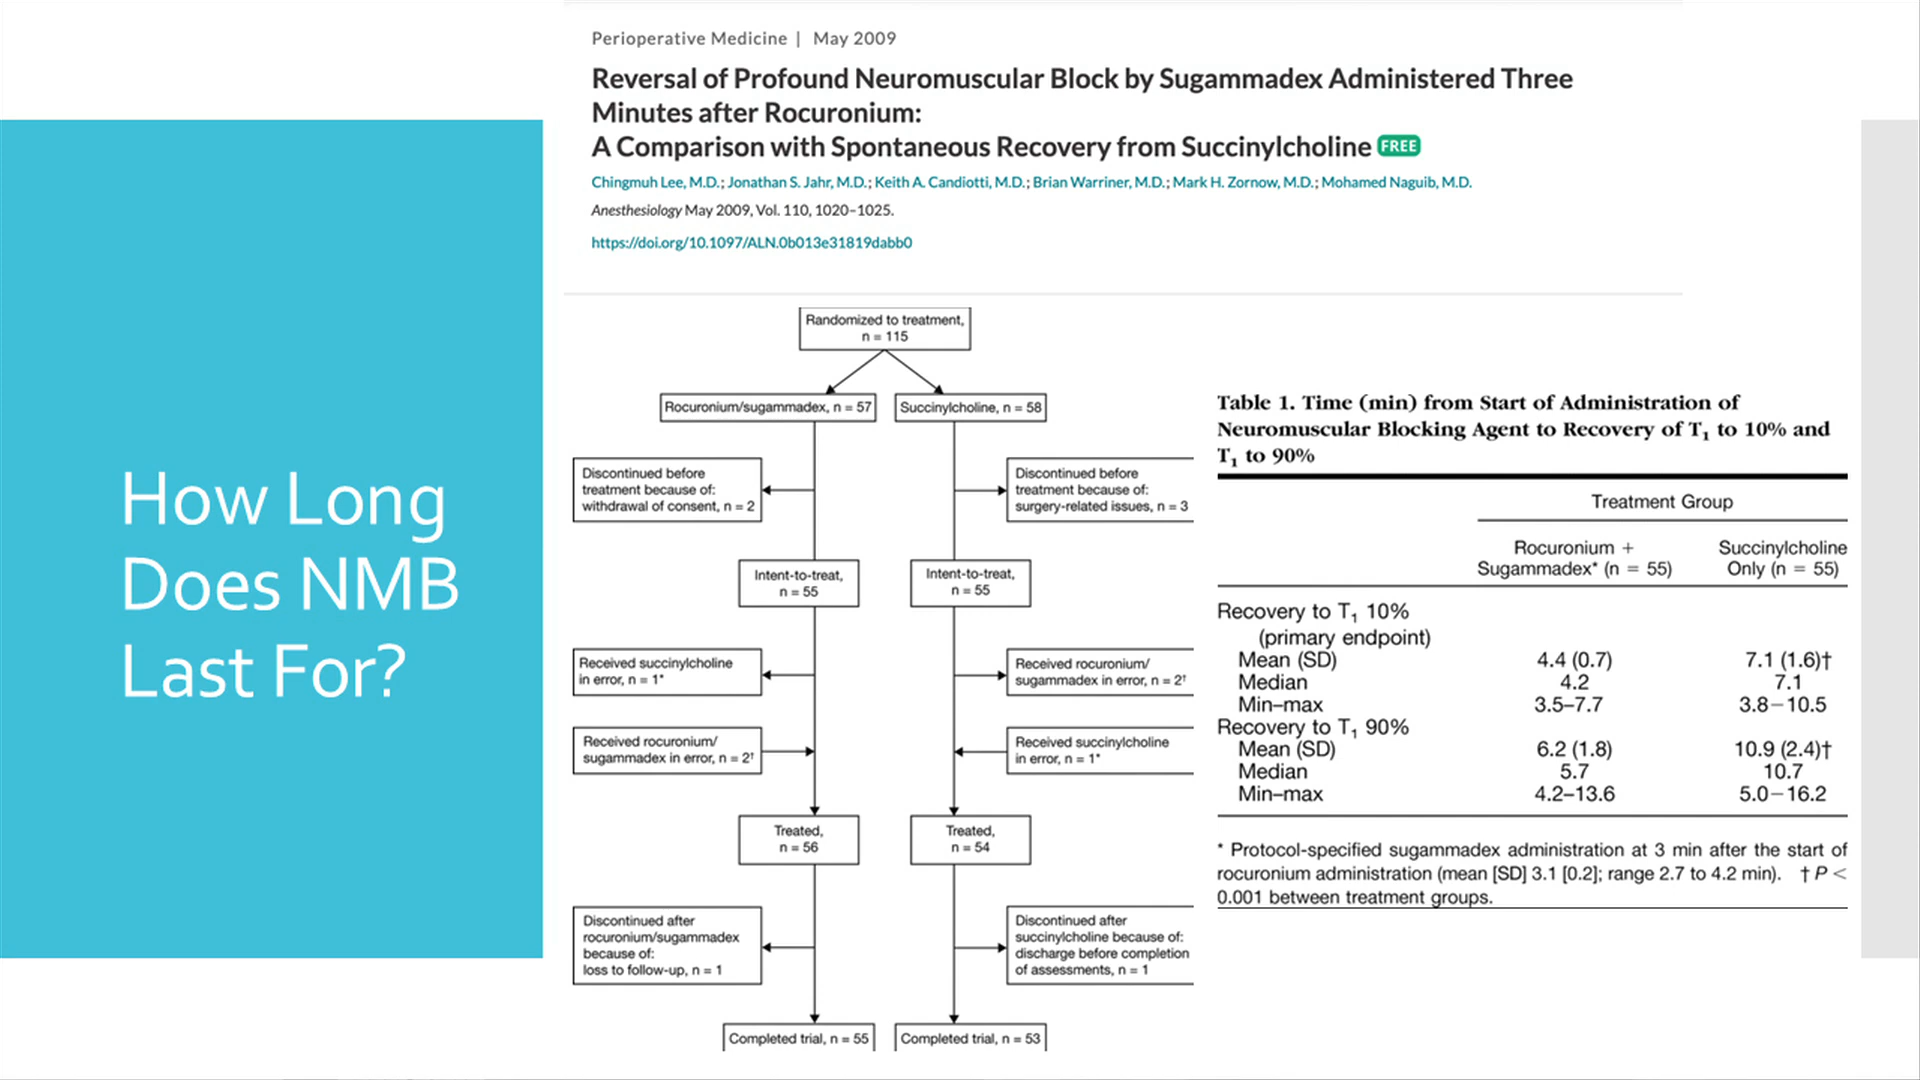 Perioperative Medicine | May 2009
Reversal of Profound Neuromuscular Block by Sugammadex Administered Three
Minutes after Rocuronium:
A Comparison with Spontaneous Recovery from Succinylcholine FREE
Chingmuh Lee, M.D.; Jonathan S. Jahr, M.D.; Keith A. Candiotti, M.D.; Brian Warriner, M.D.; Mark H. Zornow, M.D.; Mohamed Naguib, M.D.
Anesthesiology May 2009, Vol. 110, 1020–1025.
https://doi.org/10.1097/ALN.0b013e31819dabb0
How Long
Does NMB
Last For?
Randomized to treatment,
n = 115
Rocuronium/sugammadex, n = 57
Succinylcholine, n = 58
Discontinued before
treatment because of:
withdrawal of consent, n = 2
Discontinued before
treatment because of:
surgery-related issues, n = 3
Intent-to-treat,
n = 55
Intent-to-treat,
n = 55
Received succinylcholine
in error, n = 1*
Received rocuronium/
sugammadex in error, n = 2†
Received rocuronium/
sugammadex in error, n = 2†
Received succinylcholine
in error, n = 1*
Treated,
n = 56
Treated,
n = 54
Discontinued after
rocuronium/sugammadex
because of:
loss to follow-up, n = 1
Discontinued after
succinylcholine because of:
discharge before completion
of assessments, n = 1
Completed trial, n = 55
Completed trial, n = 53
Table 1. Time (min) from Start of Administration of
Neuromuscular Blocking Agent to Recovery of T1 to 10% and
T1 to 90%
Treatment Group
Rocuronium + Succinylcholine
Sugammadex* (n = 55) Only (n = 55)
Recovery to T1 10%
(primary endpoint)
Mean (SD) 4.4 (0.7) 7.1 (1.6)†
Median 4.2 7.1
Min–max 3.5–7.7 3.8–10.5
Recovery to T1 90%
Mean (SD) 6.2 (1.8) 10.9 (2.4)†
Median 5.7 10.7
Min–max 4.2–13.6 5.0–16.2
* Protocol-specified sugammadex administration at 3 min after the start of
rocuronium administration (mean [SD] 3.1 [0.2]; range 2.7 to 4.2 min). † P <
0.001 between treatment groups.